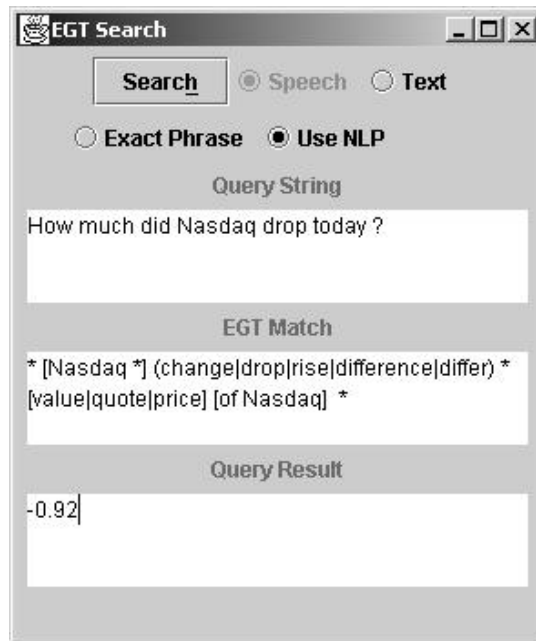 EGT Search
Search Speech Text
Exact Phrase Use NLP
Query String
How much did Nasdaq drop today ?
EGT Match
* [Nasdaq *] (change|drop|rise|difference|differ) *
[value|quote|price] [of Nasdaq] *
Query Result
-0.92